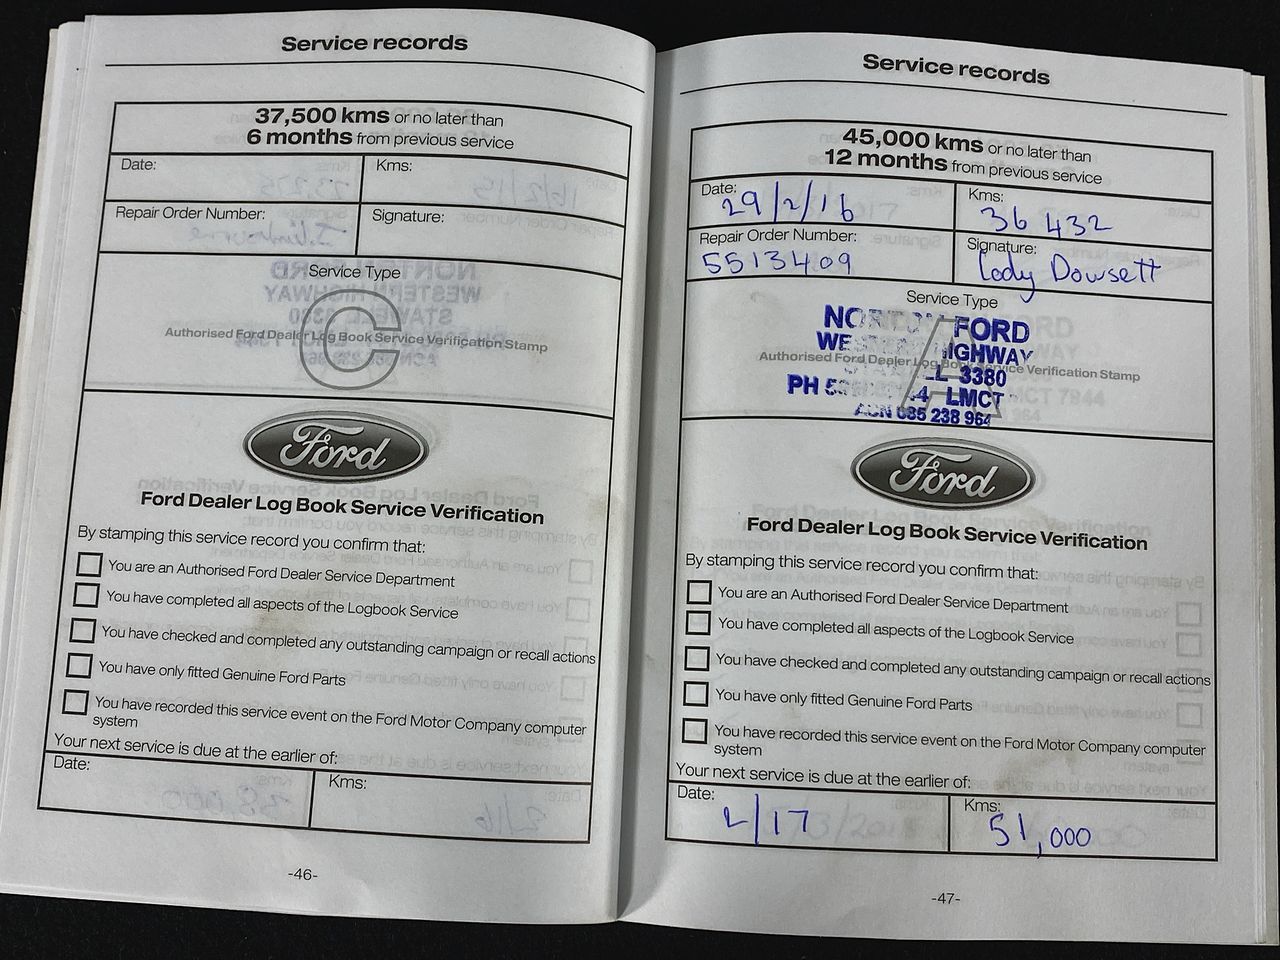 Service records
37,500 kms or no later than
6 months from previous service
Date:
Kms:
Repair Order Number:
Signature:
Service Type
C
Authorised Ford Dealer Log Book Service Verification Stamp
Ford
Ford Dealer Log Book Service Verification
By stamping this service record you confirm that:
You are an Authorised Ford Dealer Service Department
You have completed all aspects of the Logbook Service
You have checked and completed any outstanding campaign or recall actions
You have only fitted Genuine Ford Parts
You have recorded this service event on the Ford Motor Company computer
system
Your next service is due at the earlier of:
Date:
Kms:
-46-
Service records
45,000 kms or no later than
12 months from previous service
Date:
29/2/16
Kms:
36 432
Repair Order Number:
5513409
Signature:
Dowsett
Service Type
A
FORD
HIGHWAY
Authorised Ford Dealer Log Book Service Verification Stamp
3380
PH
LMCT
ACN 085 238 964
Ford
Ford Dealer Log Book Service Verification
By stamping this service record you confirm that:
You are an Authorised Ford Dealer Service Department
You have completed all aspects of the Logbook Service
You have checked and completed any outstanding campaign or recall actions
You have only fitted Genuine Ford Parts
You have recorded this service event on the Ford Motor Company computer
system
Your next service is due at the earlier of:
Date:
2/17
Kms:
51,000
-47-